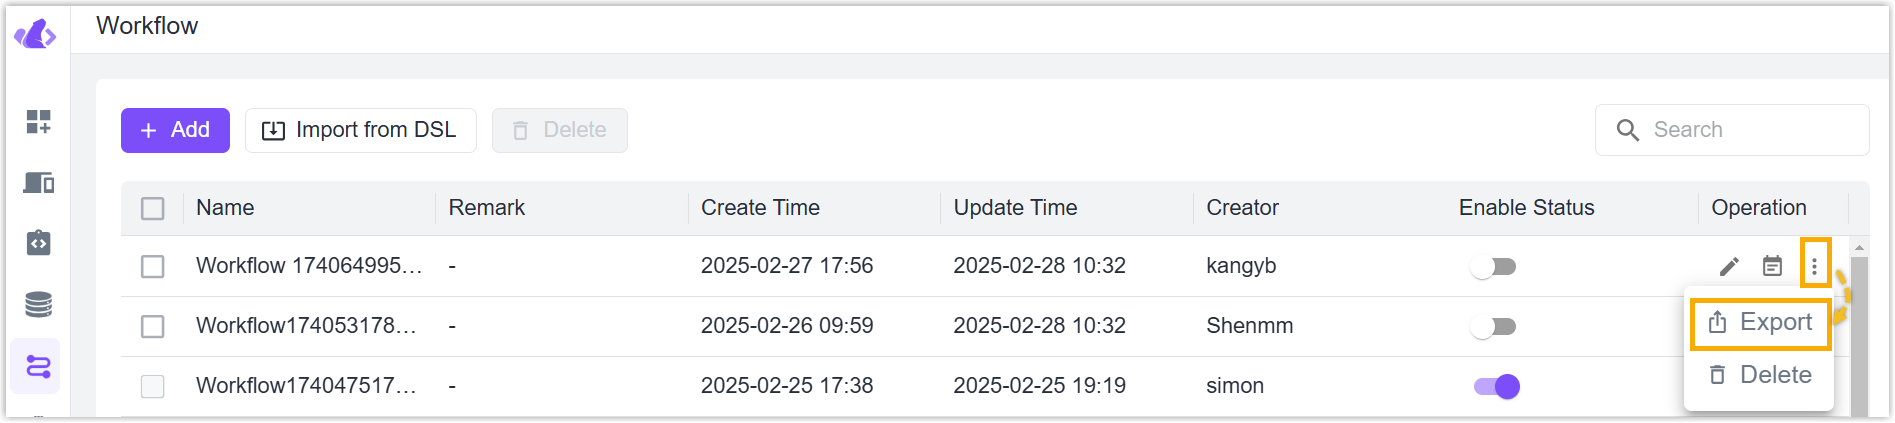 Workflow
Add
Import from DSL
Delete
Search
Name Remark Create Time Update Time Creator Enable Status Operation
Workflow 174064995… - 2025-02-27 17:56 2025-02-28 10:32 kangyb
Export
Workflow174053178… - 2025-02-26 09:59 2025-02-28 10:32 Shenmm
Delete
Workflow174047517… - 2025-02-25 17:38 2025-02-25 19:19 simon